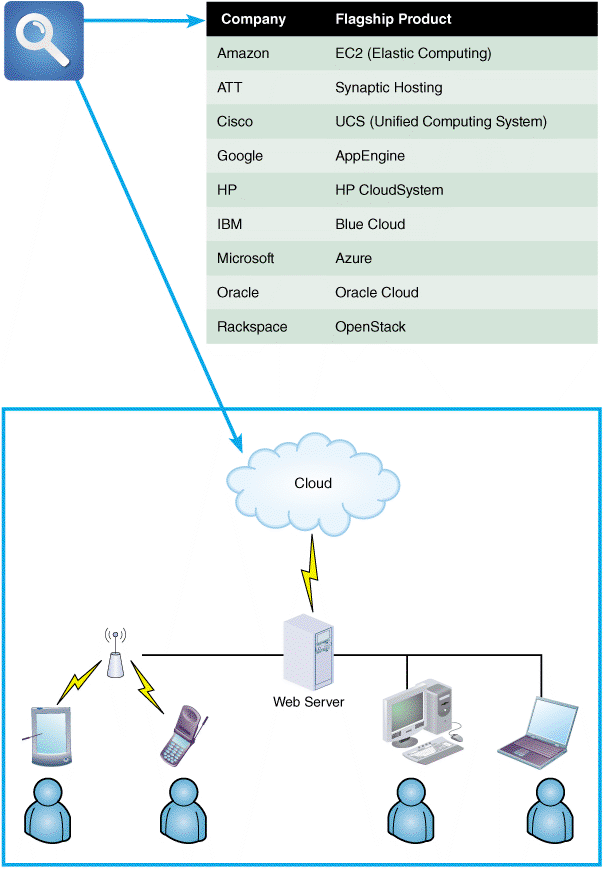 Company Flagship Product
Amazon EC2 (Elastic Computing)
ATT Synaptic Hosting
Cisco UCS (Unified Computing System)
Google AppEngine
HP HP CloudSystem
IBM Blue Cloud
Microsoft Azure
Oracle Oracle Cloud
Rackspace OpenStack
Cloud
Web Server